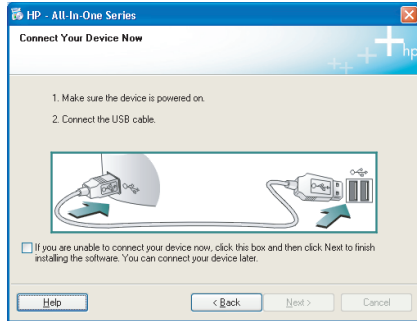 HP - All-In-One Series
Connect Your Device Now
hp
1. Make sure the device is powered on.
2. Connect the USB cable.
If you are unable to connect your device now, click this box and then click Next to finish
installing the software. You can connect your device later.
Help
< Back
Next >
Cancel